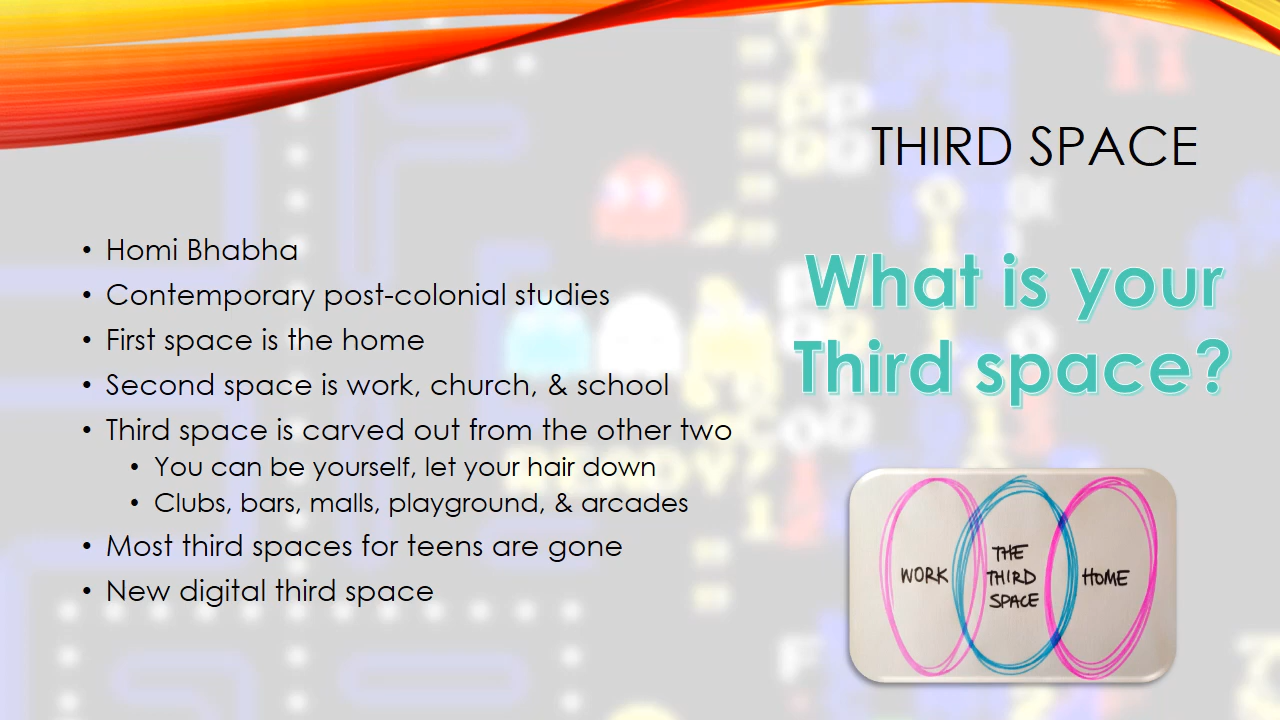 THIRD SPACE
• Homi Bhabha
• Contemporary post-colonial studies
• First space is the home
• Second space is work, church, & school
• Third space is carved out from the other two
• You can be yourself, let your hair down
• Clubs, bars, malls, playground, & arcades
• Most third spaces for teens are gone
• New digital third space
What is your
Third space?
WORK
THE
THIRD
SPACE
HOME